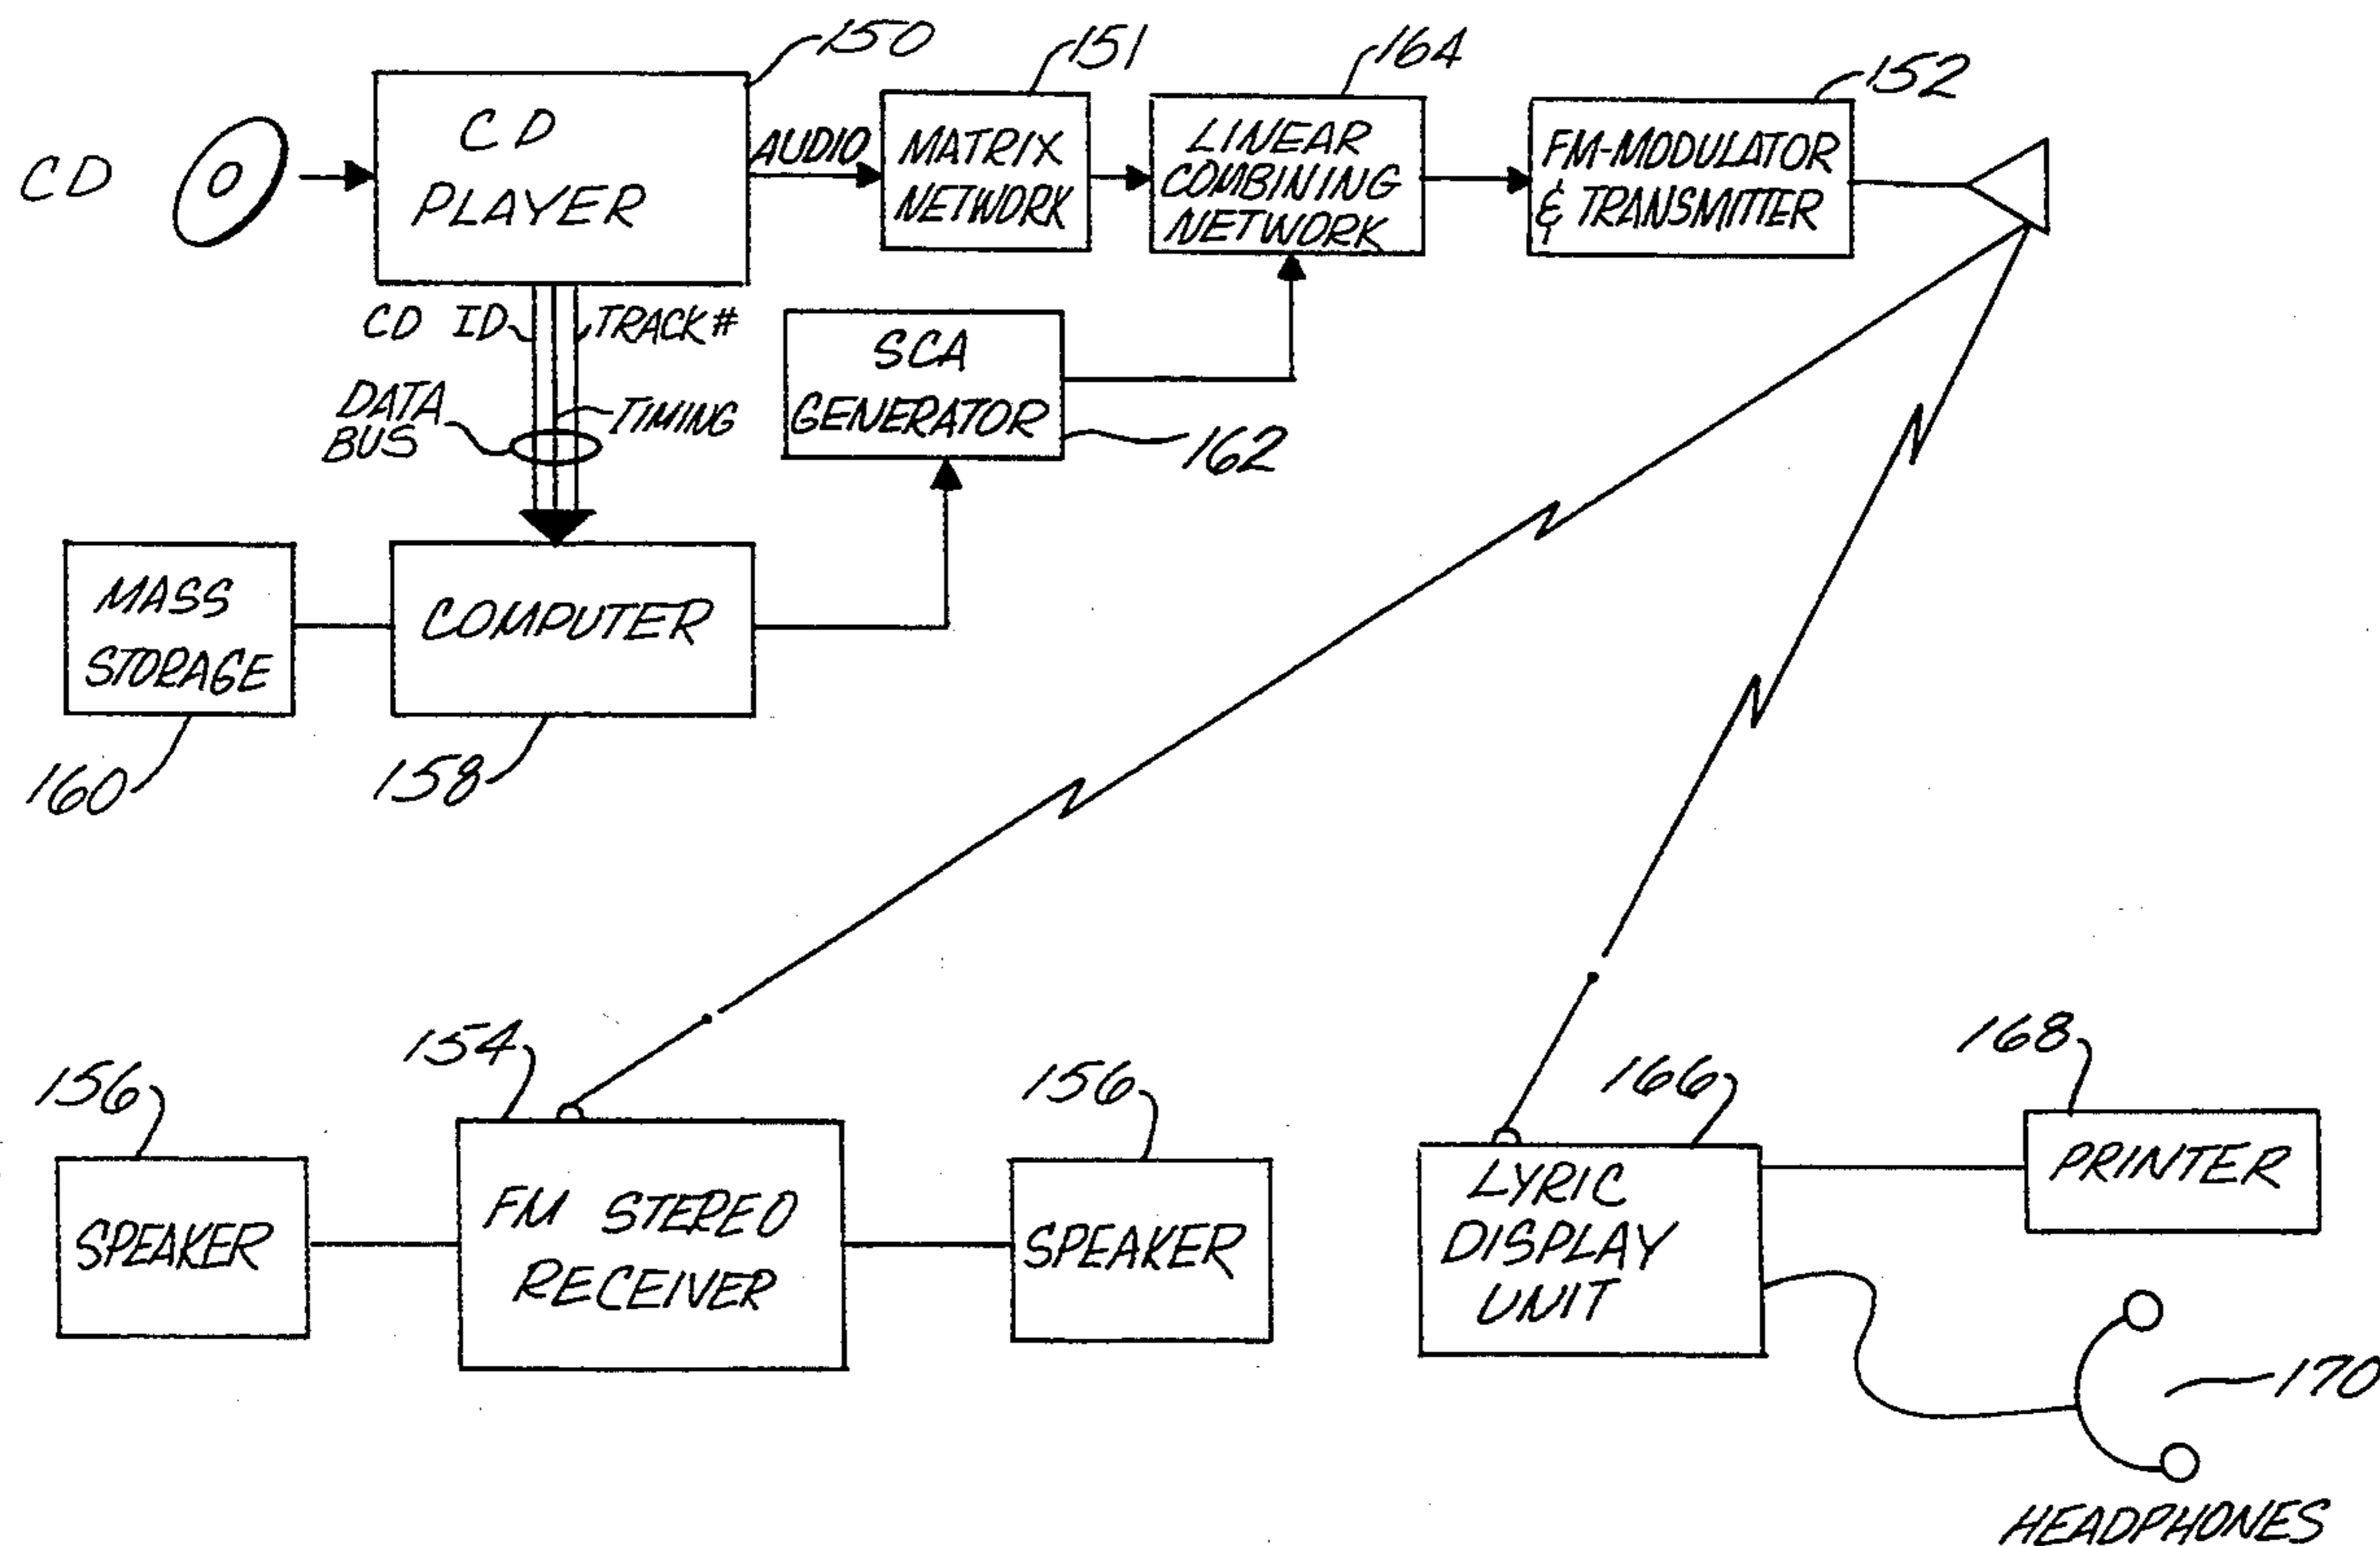 150
151
164
152
CD
CD
PLAYER
AUDIO
MATRIX
NETWORK
LINEAR
COMBINING
NETWORK
FM-MODULATOR
& TRANSMITTER
CD ID
TRACK #
DATA
BUS
TIMING
SCA
GENERATOR
162
MASS
STORAGE
COMPUTER
160
158
156
154
156
166
168
SPEAKER
FM STEREO
RECEIVER
SPEAKER
LYRIC
DISPLAY
UNIT
PRINTER
170
HEADPHONES